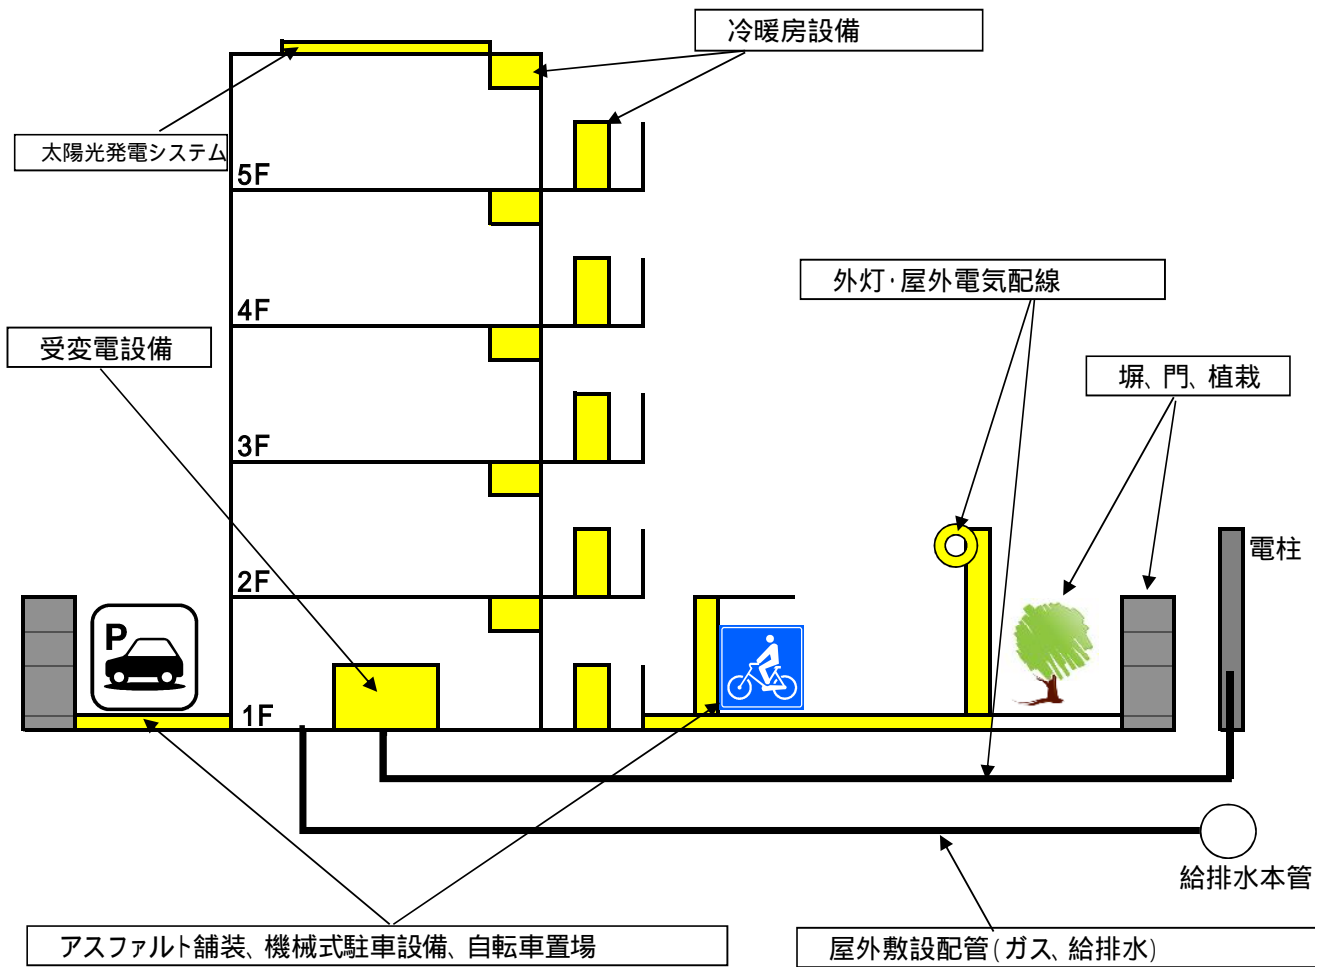 冷暖房設備
太陽光発電システム
5F
4F
外灯・屋外電気配線
受変電設備
塀、門、植栽
3F
電柱
2F
P
1F
給排水本管
アスファルト舗装、機械式駐車設備、自転車置場
屋外敷設配管(ガス、給排水)